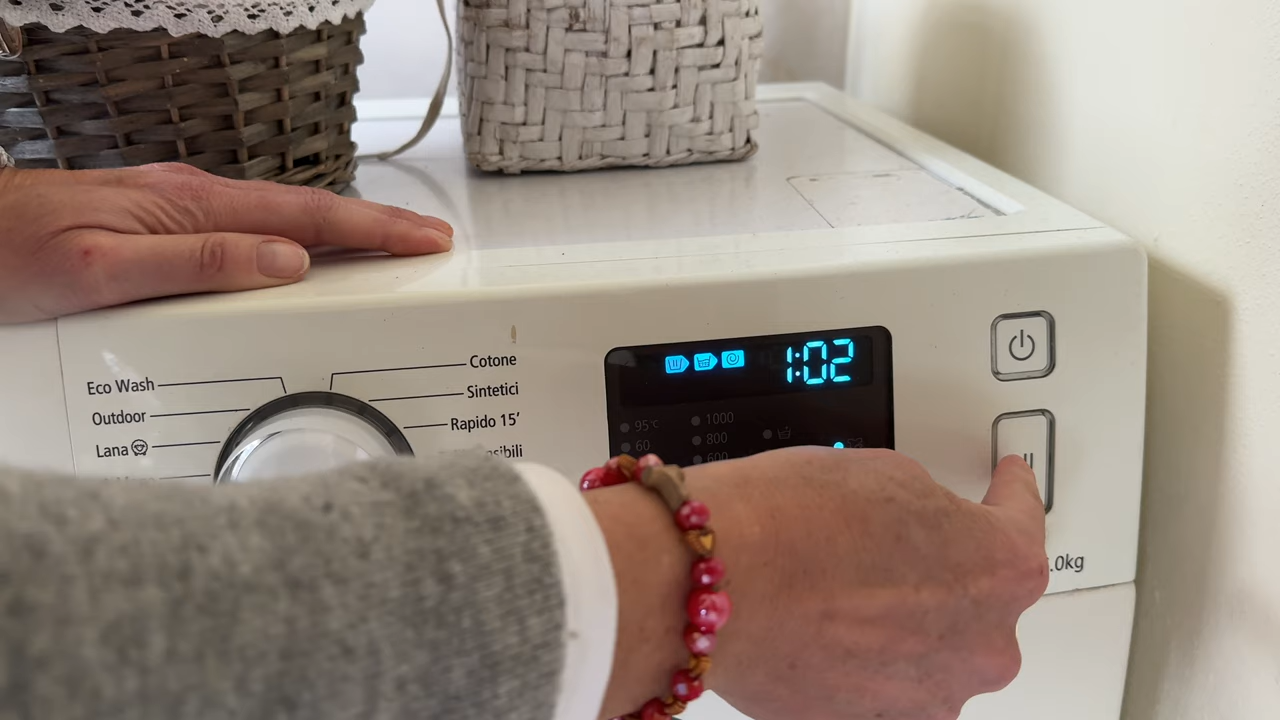 Eco Wash
Outdoor
Lana
Cotone
Sintetici
Rapido 15’
1:02
95℃
60
1000
800
600
.0kg